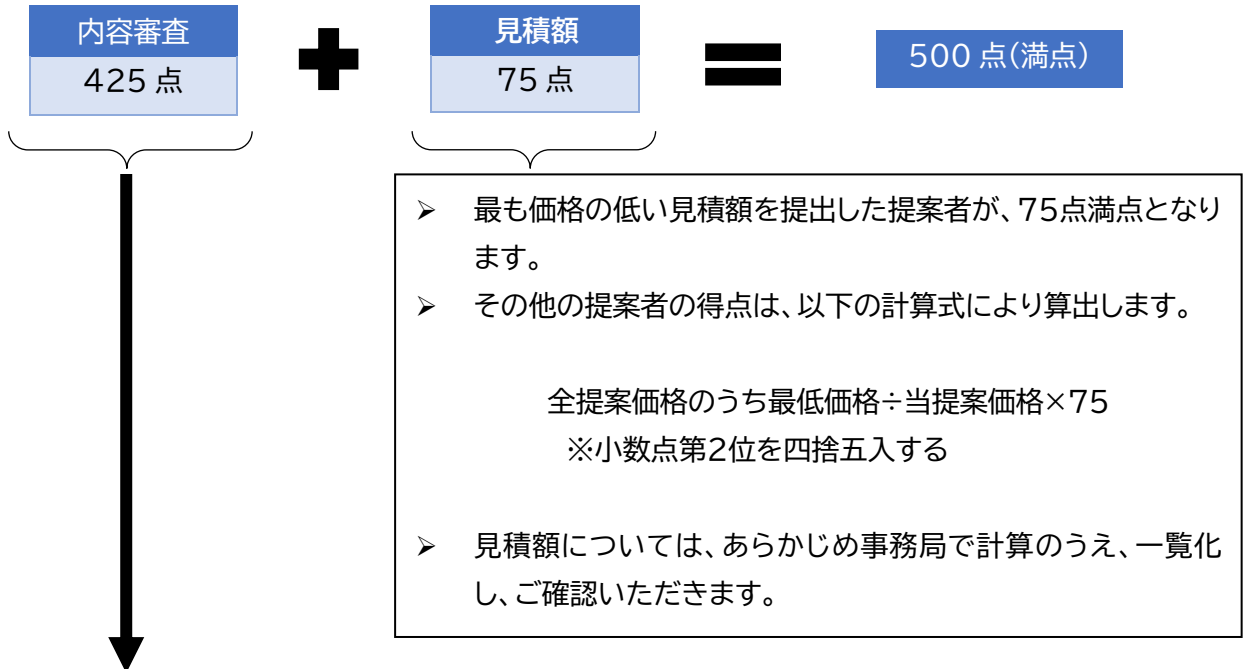 内容審査
425点
見積額
75点
500点(満点)
➢ 最も価格の低い見積額を提出した提案者が、75点満点となり
ます。
➢ その他の提案者の得点は、以下の計算式により算出します。
全提案価格のうち最低価格÷当提案価格×75
※小数点第2位を四捨五入する
➢ 見積額については、あらかじめ事務局で計算のうえ、一覧化
し、ご確認いただきます。